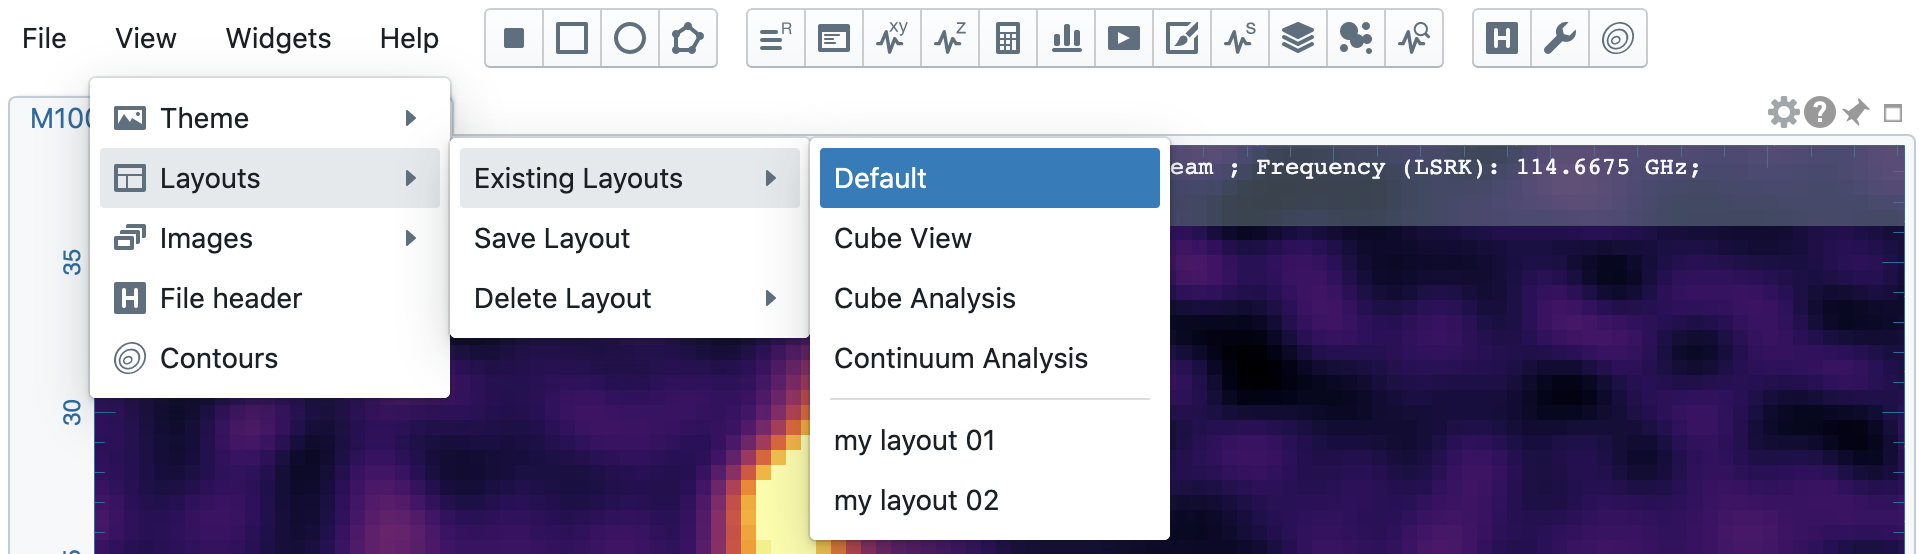 File View Widgets Help
R xy Z S H
M100
Theme
Layouts
Images
H File header
Contours
Existing Layouts
Save Layout
Delete Layout
Default
Cube View
Cube Analysis
Continuum Analysis
my layout 01
my layout 02
eam ; Frequency (LSRK): 114.6675 GHz;
35
30